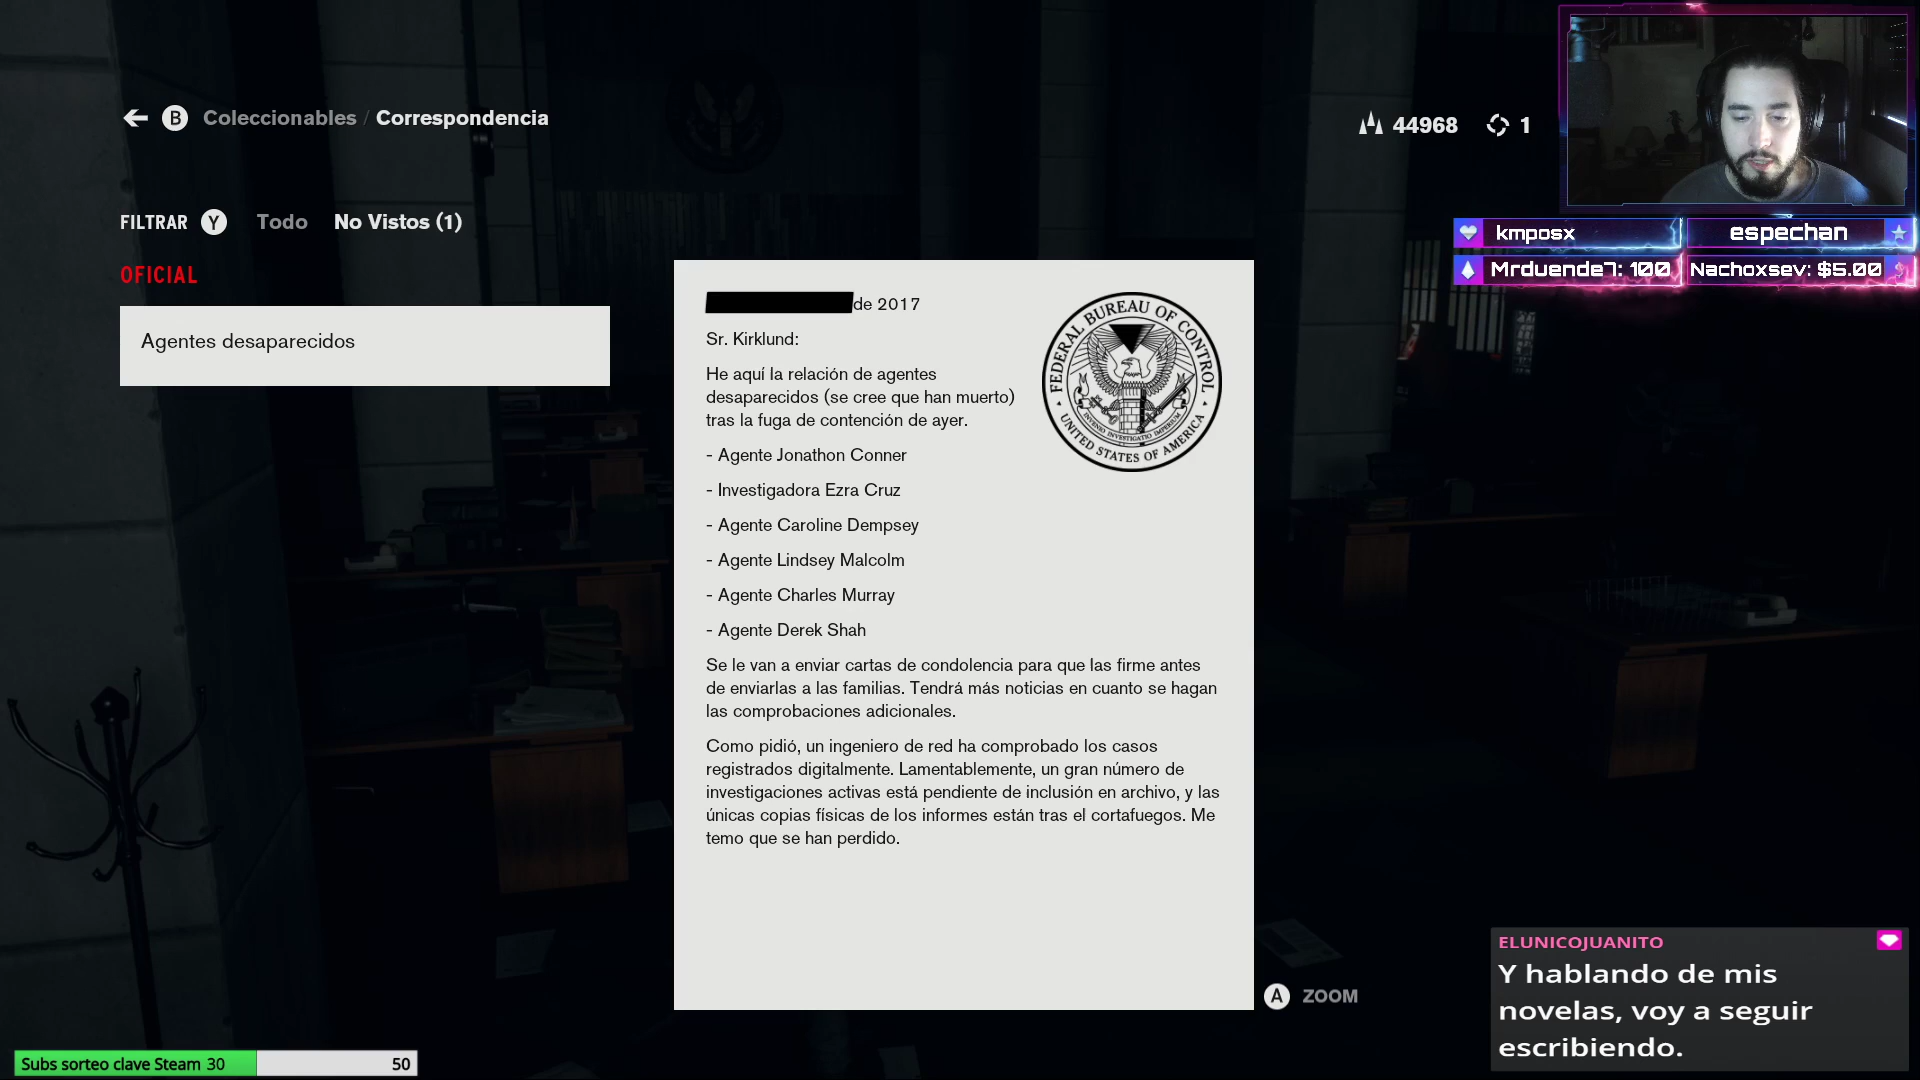 B Coleccionables / Correspondencia
44968 1
FILTRAR Y Todo No Vistos (1)
OFICIAL
Agentes desaparecidos
de 2017
Sr. Kirklund:
He aquí la relación de agentes
desaparecidos (se cree que han muerto)
tras la fuga de contención de ayer.
- Agente Jonathon Conner
- Investigadora Ezra Cruz
- Agente Caroline Dempsey
- Agente Lindsey Malcolm
- Agente Charles Murray
- Agente Derek Shah
Se le van a enviar cartas de condolencia para que las firme antes
de enviarlas a las familias. Tendrá más noticias en cuanto se hagan
las comprobaciones adicionales.
Como pidió, un ingeniero de red ha comprobado los casos
registrados digitalmente. Lamentablemente, un gran número de
investigaciones activas está pendiente de inclusión en archivo, y las
únicas copias físicas de los informes están tras el cortafuegos. Me
temo que se han perdido.
FEDERAL BUREAU OF CONTROL
INVENIO INVESTIGATIO IMPERIUM
UNITED STATES OF AMERICA
A ZOOM
kmposx
espechan
Mrduende7: 100
Nachoxsev: $5.00
ELUNICOJUANITO
Y hablando de mis
novelas, voy a seguir
escribiendo.
Subs sorteo clave Steam 30 50